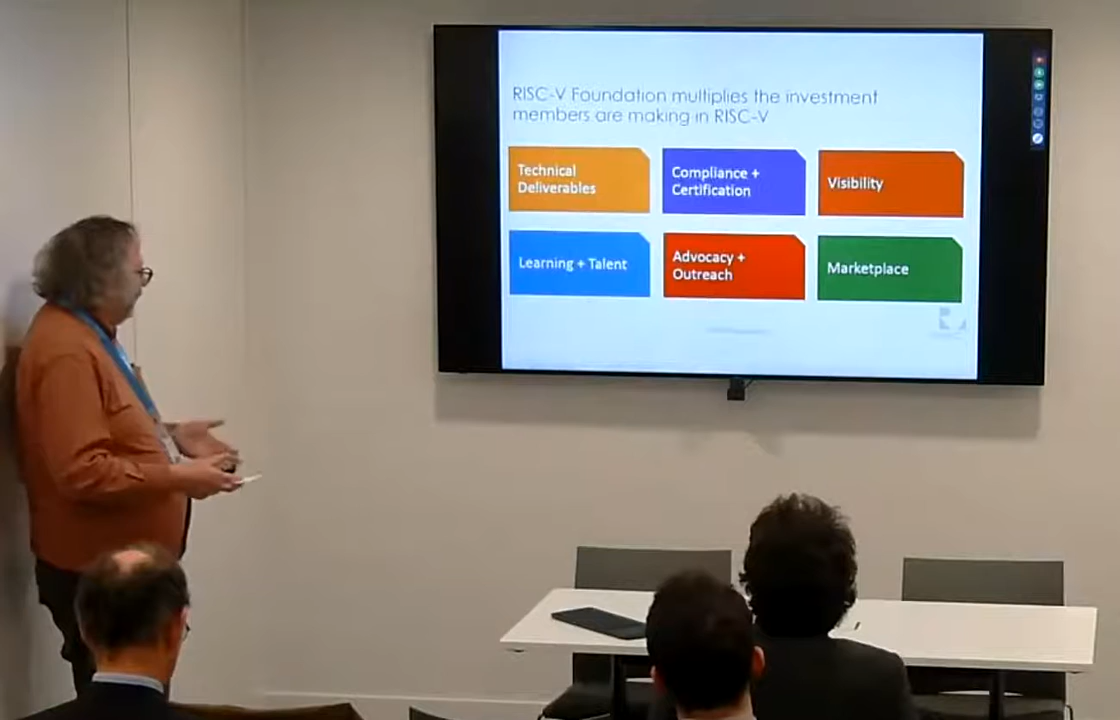 RISC-V Foundation multiplies the investment
members are making in RISC-V
Technical
Deliverables
Compliance +
Certification
Visibility
Learning + Talent
Advocacy +
Outreach
Marketplace